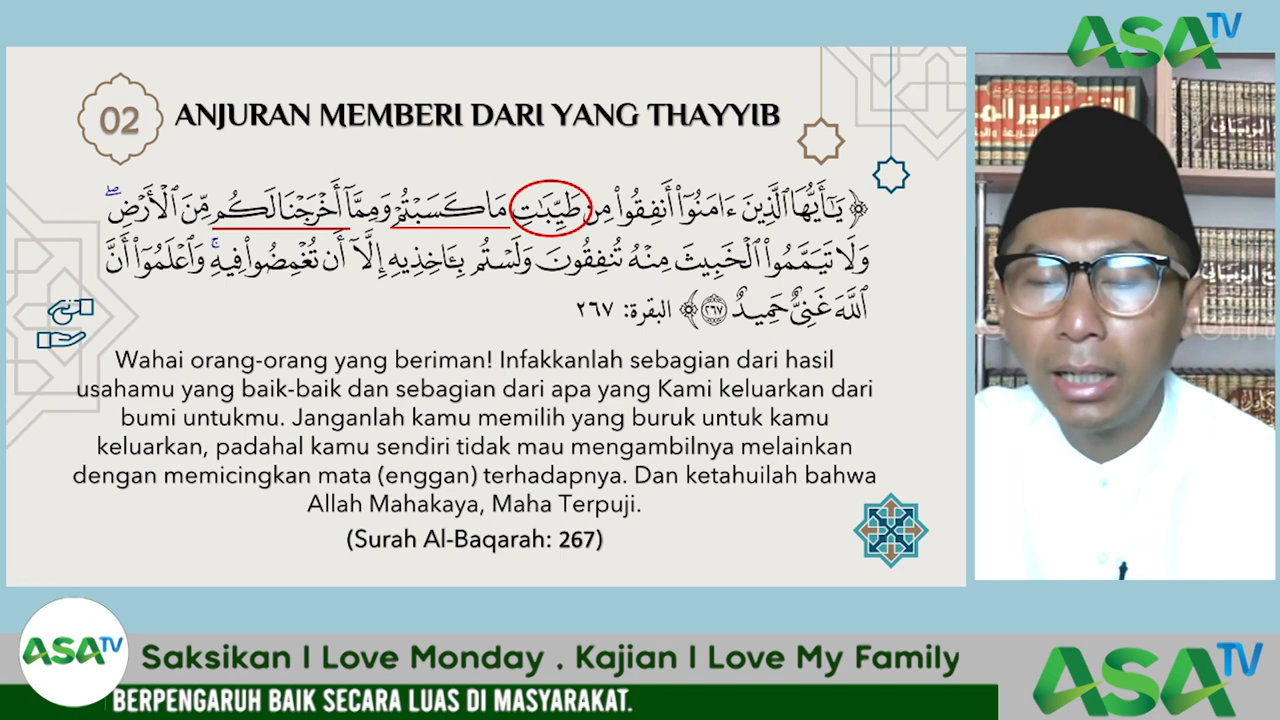 ASA TV
02
ANJURAN MEMBERI DARI YANG THAYYIB
﴿ يَـٰٓأَيُّهَا ٱلَّذِينَ ءَامَنُوٓا۟ أَنفِقُوا۟ مِن طَيِّبَـٰتِ مَا كَسَبْتُمْ وَمِمَّآ أَخْرَجْنَا لَكُم مِّنَ ٱلْأَرْضِ ۖ
وَلَا تَيَمَّمُوا۟ ٱلْخَبِيثَ مِنْهُ تُنفِقُونَ وَلَسْتُم بِـَٔاخِذِيهِ إِلَّآ أَن تُغْمِضُوا۟ فِيهِ ۚ وَٱعْلَمُوٓا۟ أَنَّ
ٱللَّهَ غَنِىٌّ حَمِيدٌ ٢٦٧ ﴾ البقرة: ٢٦٧
Wahai orang-orang yang beriman! Infakkanlah sebagian dari hasil
usahamu yang baik-baik dan sebagian dari apa yang Kami keluarkan dari
bumi untukmu. Janganlah kamu memilih yang buruk untuk kamu
keluarkan, padahal kamu sendiri tidak mau mengambilnya melainkan
dengan memicingkan mata (enggan) terhadapnya. Dan ketahuilah bahwa
Allah Mahakaya, Maha Terpuji.
(Surah Al-Baqarah: 267)
ASA TV
Saksikan I Love Monday , Kajian I Love My Family
ASA TV
BERPENGARUH BAIK SECARA LUAS DI MASYARAKAT.